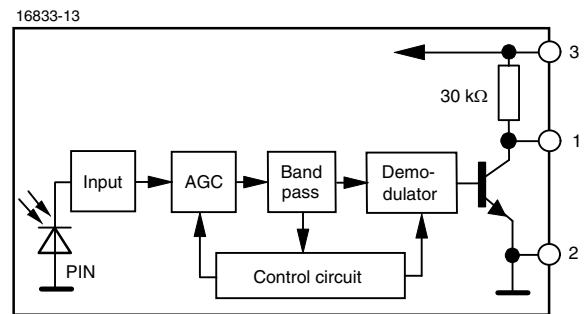 16833-13
3
30 kΩ
1
Input
AGC
Band
pass
Demo-
dulator
PIN
Control circuit
2